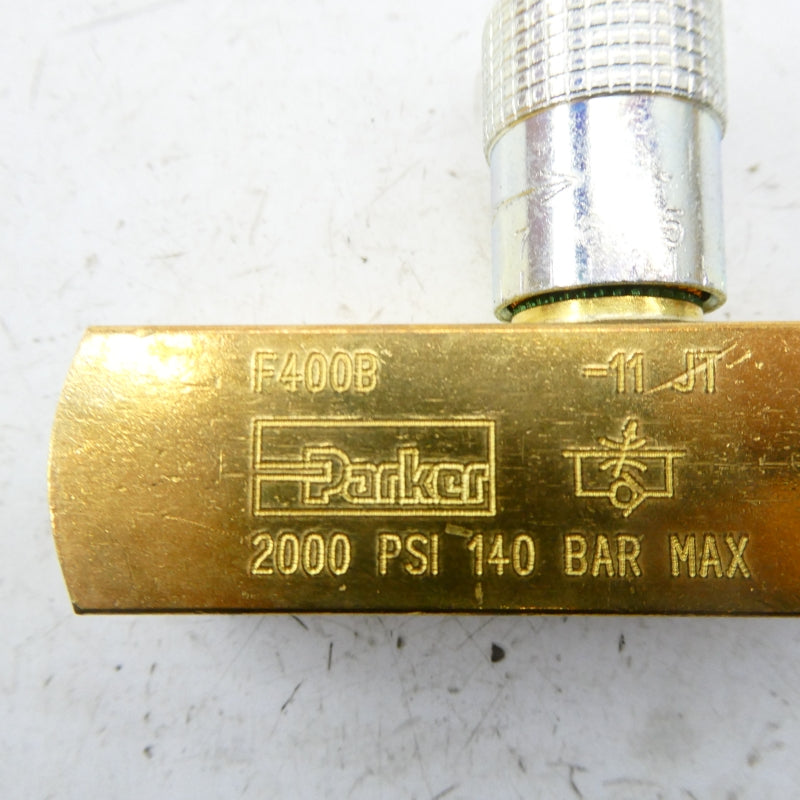 F400B -11 JT
Parker
2000 PSI 140 BAR MAX